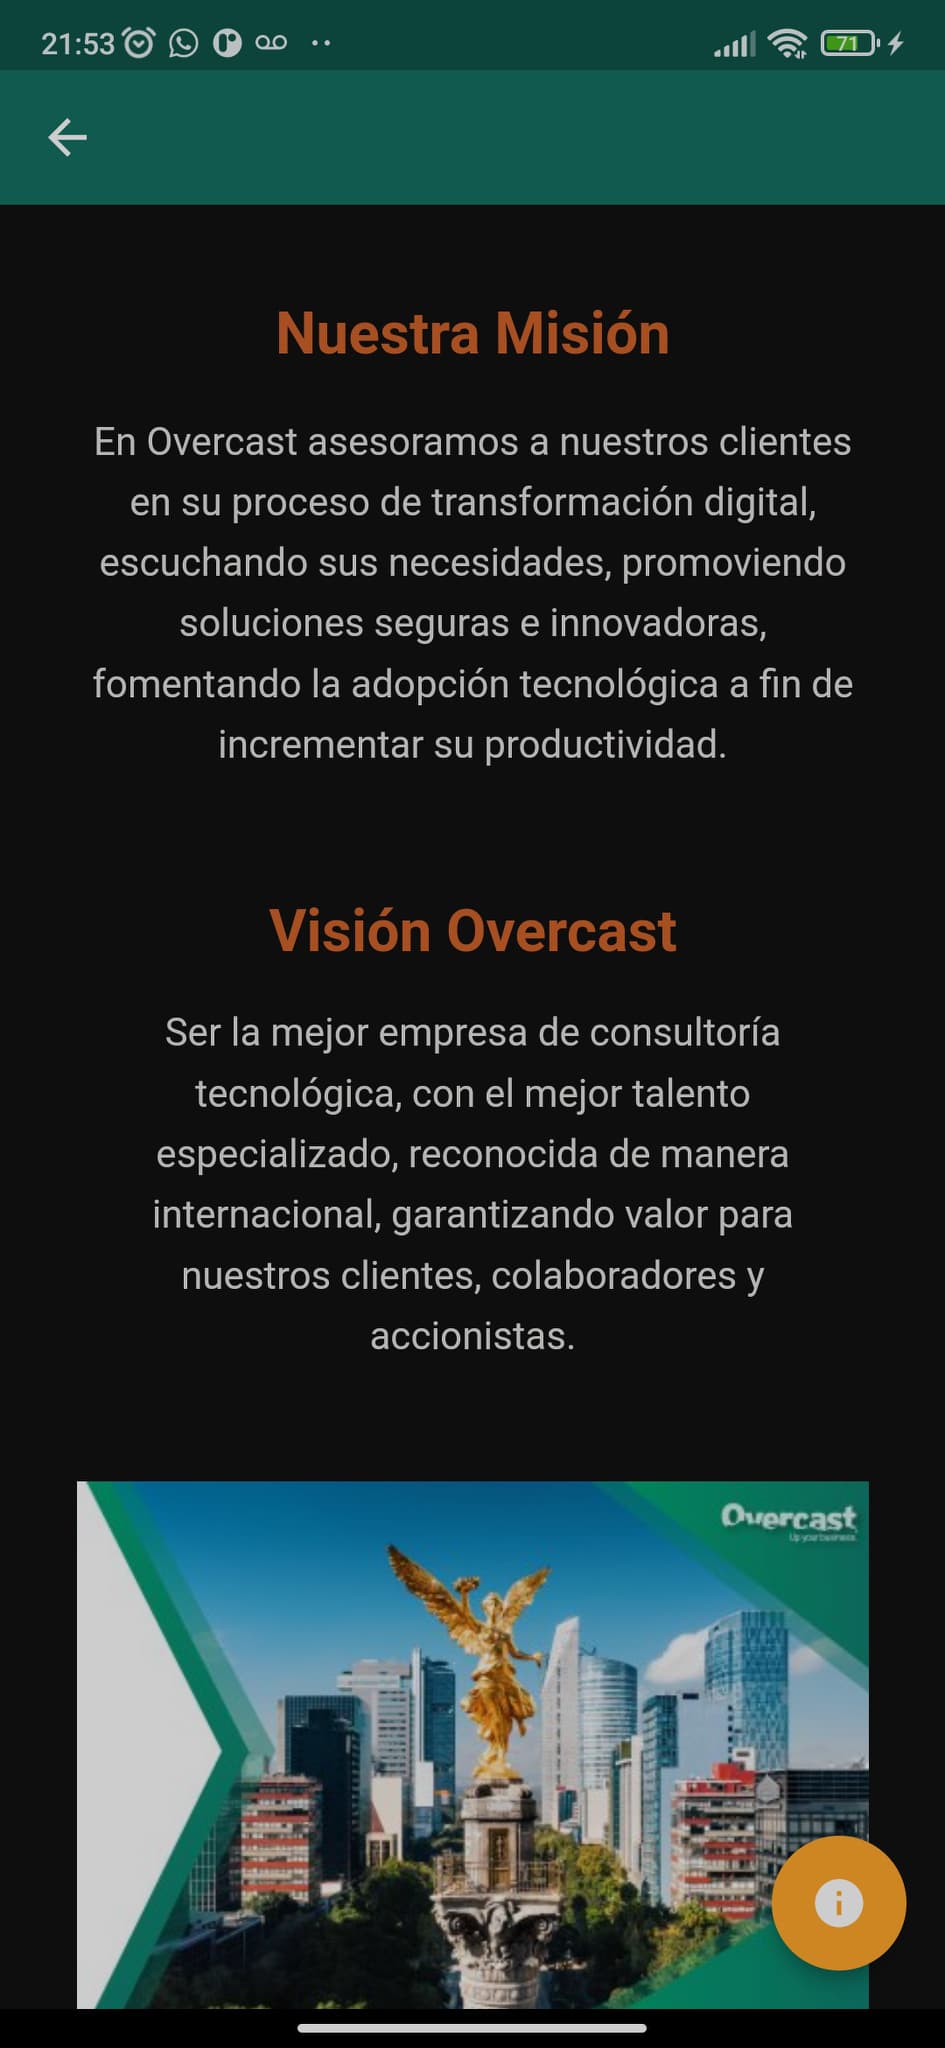 21:53
71
Nuestra Misión
En Overcast asesoramos a nuestros clientes
en su proceso de transformación digital,
escuchando sus necesidades, promoviendo
soluciones seguras e innovadoras,
fomentando la adopción tecnológica a fin de
incrementar su productividad.
Visión Overcast
Ser la mejor empresa de consultoría
tecnológica, con el mejor talento
especializado, reconocida de manera
internacional, garantizando valor para
nuestros clientes, colaboradores y
accionistas.
Overcast
Up your business.